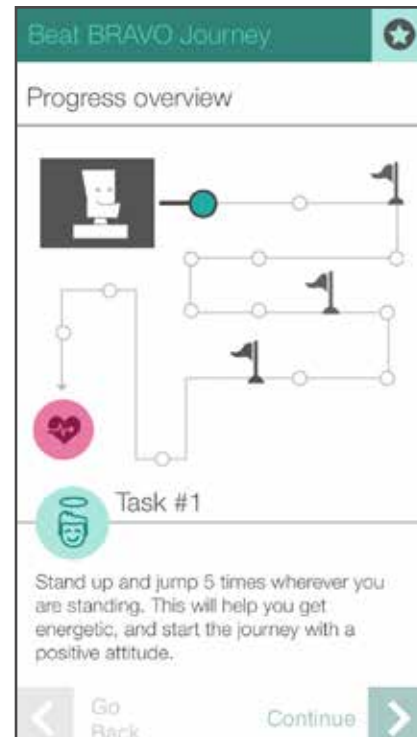 Beat BRAVO Journey
Progress overview
Task #1
Stand up and jump 5 times wherever you
are standing. This will help you get
energetic, and start the journey with a
positive attitude.
Go
Back
Continue